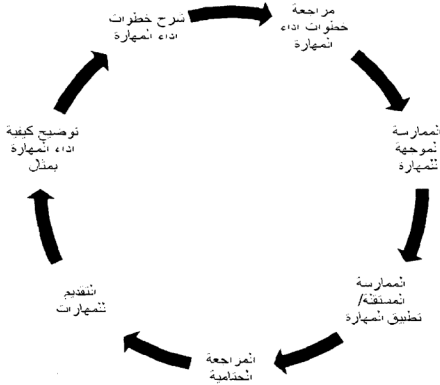 شرح خطوات
اداء المهارة
مراجعة
خطوات اداء
المهارة
الممارسة
الموجهة
للمهارة
الممارسة
المستقلة/
تطبيق المهارة
المراجعة
الختامية
التقديم
للمهارات
توضيح كيفية
اداء المهارة
بمثال